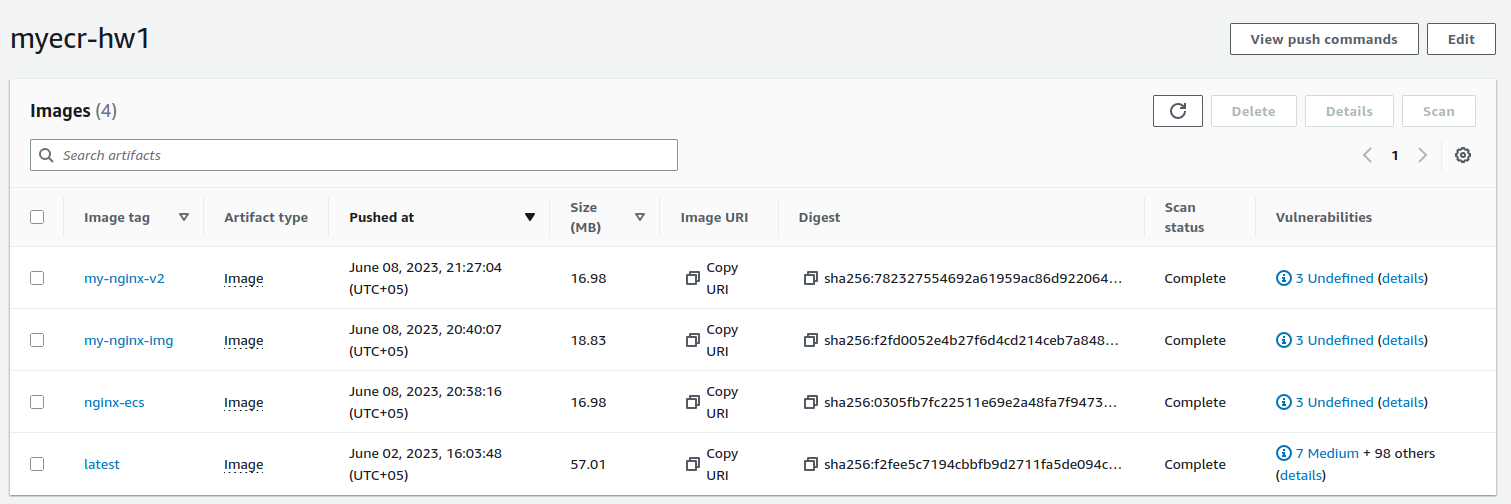 myecr-hw1
View push commands
Edit
Images (4)
Delete
Details
Scan
Search artifacts
1
Image tag
Artifact type
Pushed at
Size
(MB)
Image URI
Digest
Scan
status
Vulnerabilities
my-nginx-v2
Image
June 08, 2023, 21:27:04
(UTC+05)
16.98
Copy
URI
sha256:782327554692a61959ac86d922064...
Complete
3 Undefined (details)
my-nginx-img
Image
June 08, 2023, 20:40:07
(UTC+05)
18.83
Copy
URI
sha256:f2fd0052e4b27f6d4cd214ceb7a848...
Complete
3 Undefined (details)
nginx-ecs
Image
June 08, 2023, 20:38:16
(UTC+05)
16.98
Copy
URI
sha256:0305fb7fc22511e69e2a48fa7f9473...
Complete
3 Undefined (details)
latest
Image
June 02, 2023, 16:03:48
(UTC+05)
57.01
Copy
URI
sha256:f2fee5c7194cbbfb9d2711fa5de094c...
Complete
7 Medium + 98 others
(details)